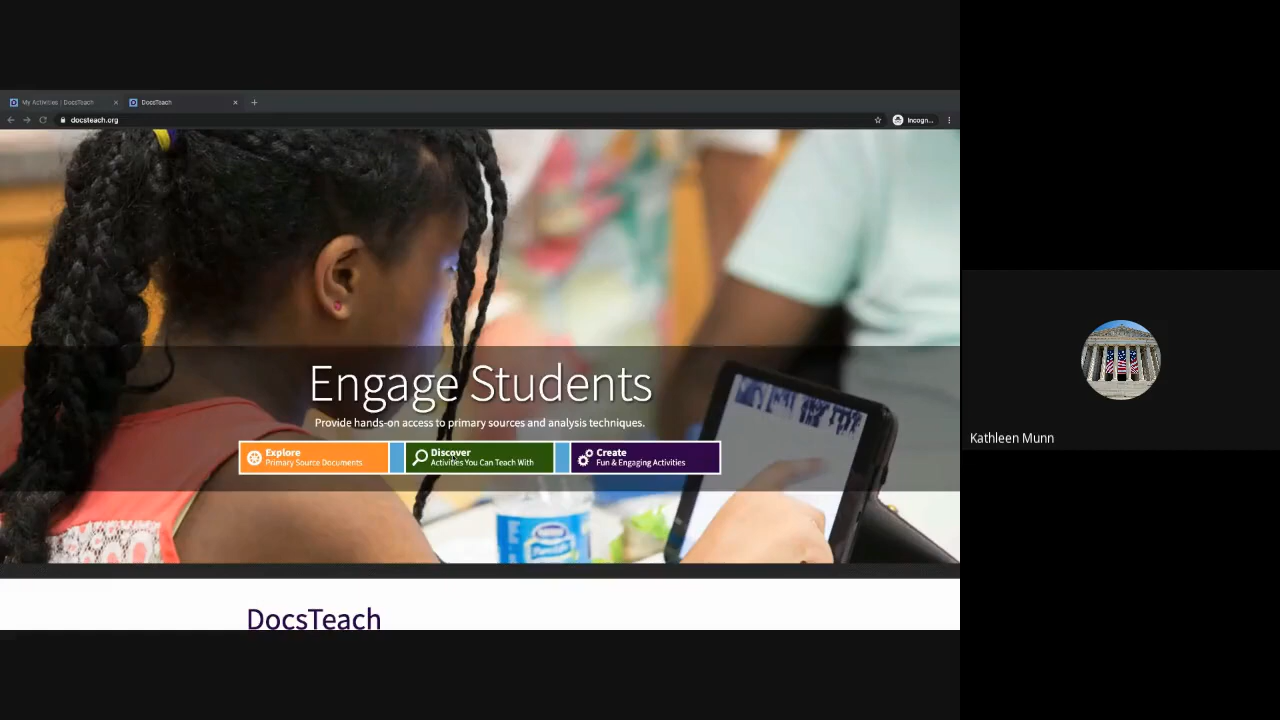 My Activities | DocsTeach
DocsTeach
docsteach.org
Incogn...
Engage Students
Provide hands-on access to primary sources and analysis techniques.
Explore
Primary Source Documents
Discover
Activities You Can Teach With
Create
Fun & Engaging Activities
Kathleen Munn
DocsTeach